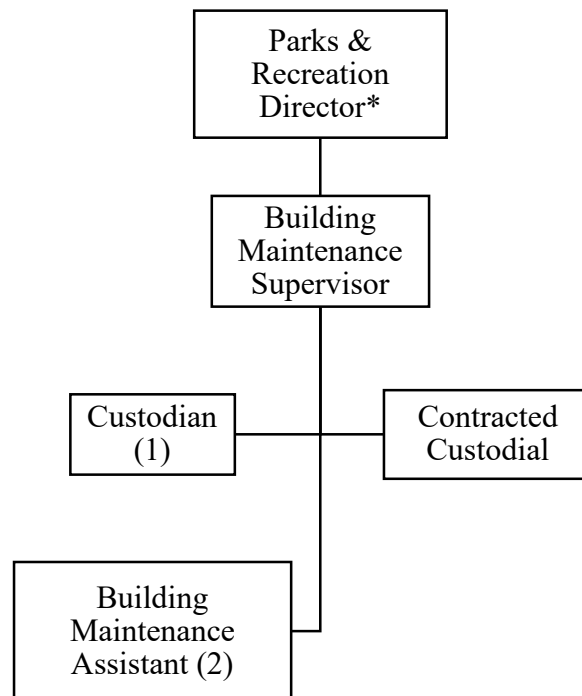 Parks &
Recreation
Director*
Building
Maintenance
Supervisor
Custodian
(1)
Contracted
Custodial
Building
Maintenance
Assistant (2)